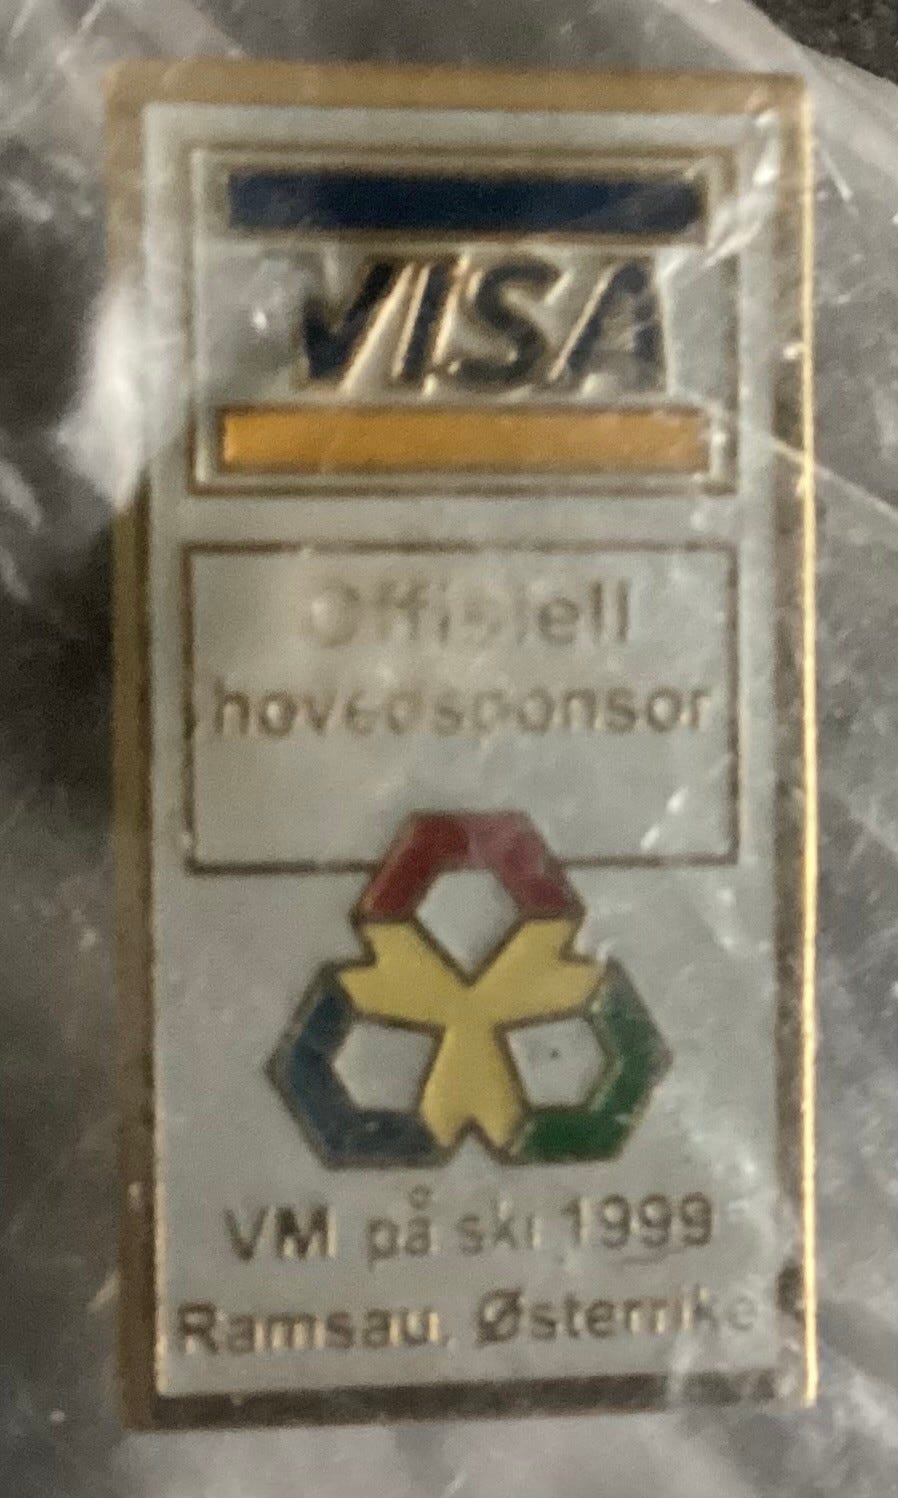 VISA
Offisiell
hovedsponsor
VM på ski 1999
Ramsau, Østerrike